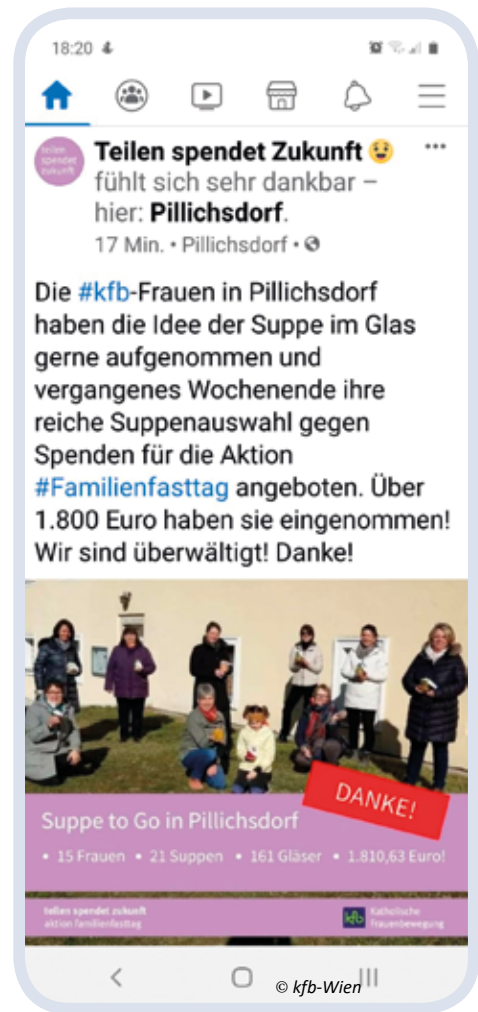 18:20
teilen
spendet
zukunft
Teilen spendet Zukunft
fühlt sich sehr dankbar –
hier: Pillichsdorf.
17 Min. • Pillichsdorf •
Die #kfb-Frauen in Pillichsdorf
haben die Idee der Suppe im Glas
gerne aufgenommen und
vergangenes Wochenende ihre
reiche Suppenauswahl gegen
Spenden für die Aktion
#Familienfasttag angeboten. Über
1.800 Euro haben sie eingenommen!
Wir sind überwältigt! Danke!
DANKE!
Suppe to Go in Pillichsdorf
• 15 Frauen • 21 Suppen • 161 Gläser • 1.810,63 Euro!
teilen spendet zukunft
aktion familienfasttag
kfb
Katholische
Frauenbewegung
© kfb-Wien